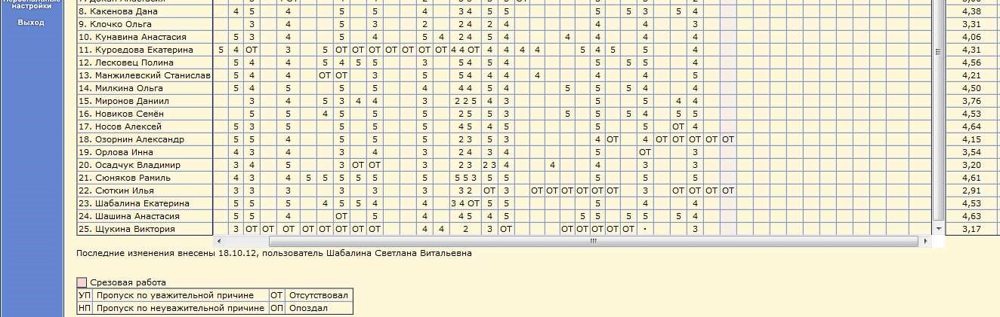 настройки
Выход
8. Какенова Дана 4 5 4 5 5 4 3 4 5 5 5 5 3 5 4 4,38
9. Клочко Ольга 3 4 5 3 2 2 4 2 4 4 4 4 3 3,31
10. Кунавина Анастасия 5 3 4 5 4 5 4 2 4 5 4 4 4 4 4 4,06
11. Куроедова Екатерина 5 4 ОТ 3 5 ОТ ОТ ОТ ОТ ОТ ОТ ОТ 4 4 ОТ 4 4 4 4 5 4 5 5 4 4,31
12. Лесковец Полина 5 4 4 5 4 5 5 3 5 4 5 4 5 5 5 4 4,56
13. Манжилевский Станислав 5 4 4 ОТ ОТ 3 5 5 4 4 4 4 4 4 5 4,21
14. Милкина Ольга 5 4 5 5 5 4 4 4 5 4 5 5 5 4 4 4,50
15. Миронов Даниил 3 4 5 3 4 4 3 2 2 5 4 3 5 5 4 4 3,76
16. Новиков Семён 5 5 4 5 5 5 2 5 5 3 5 5 5 4 5 5 4,53
17. Носов Алексей 5 3 5 5 5 5 4 5 4 5 5 5 ОТ 4 4,64
18. Озорнин Александр 5 5 4 5 5 5 2 3 5 3 4 ОТ 4 ОТ ОТ ОТ ОТ ОТ 4,15
19. Орлова Инна 4 3 4 3 4 3 2 4 3 4 5 ОТ 3 3,54
20. Осадчук Владимир 3 4 5 3 ОТ ОТ 3 2 3 2 3 4 4 4 3 3 3,20
21. Сюняков Рамиль 4 3 4 5 5 5 5 5 5 5 5 3 5 5 5 5 5 4,61
22. Сюткин Илья 3 3 3 3 3 3 3 2 ОТ 3 ОТ ОТ ОТ ОТ ОТ ОТ 3 ОТ ОТ ОТ ОТ 2,91
23. Шабалина Екатерина 5 5 5 4 5 5 4 4 3 4 ОТ 5 5 5 4 4 4,53
24. Шашина Анастасия 5 5 4 ОТ 5 4 4 5 4 5 5 5 5 5 5 4 4,63
25. Щукина Виктория 3 ОТ ОТ ОТ ОТ ОТ ОТ ОТ ОТ 4 4 2 3 ОТ ОТ ОТ ОТ ОТ ОТ · 3 3,17
Последние изменения внесены 18.10.12, пользователь Шабалина Светлана Витальевна
Срезовая работа
УП Пропуск по уважительной причине ОТ Отсутствовал
НП Пропуск по неуважительной причине ОП Опоздал